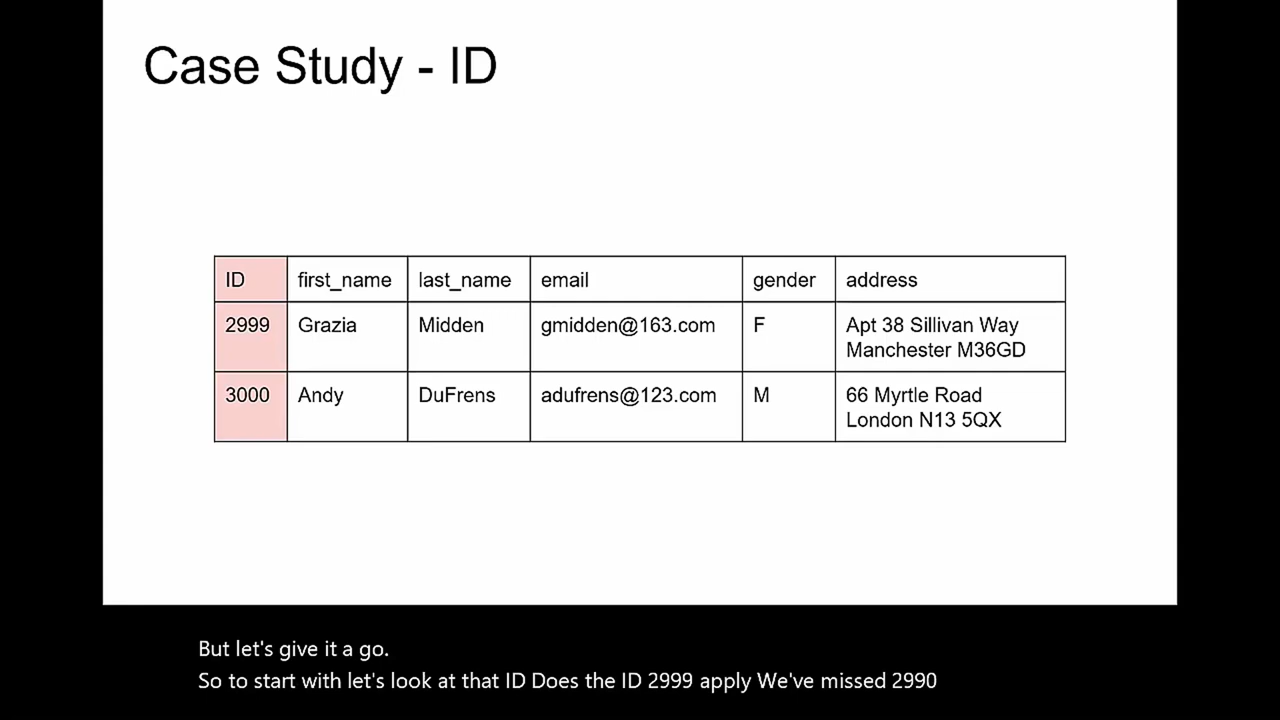 Case Study - ID
ID first_name last_name email gender address
2999 Grazia Midden gmidden@163.com F Apt 38 Sillivan Way
Manchester M36GD
3000 Andy DuFrens adufrens@123.com M 66 Myrtle Road
London N13 5QX
But let's give it a go.
So to start with let's look at that ID Does the ID 2999 apply We've missed 2990